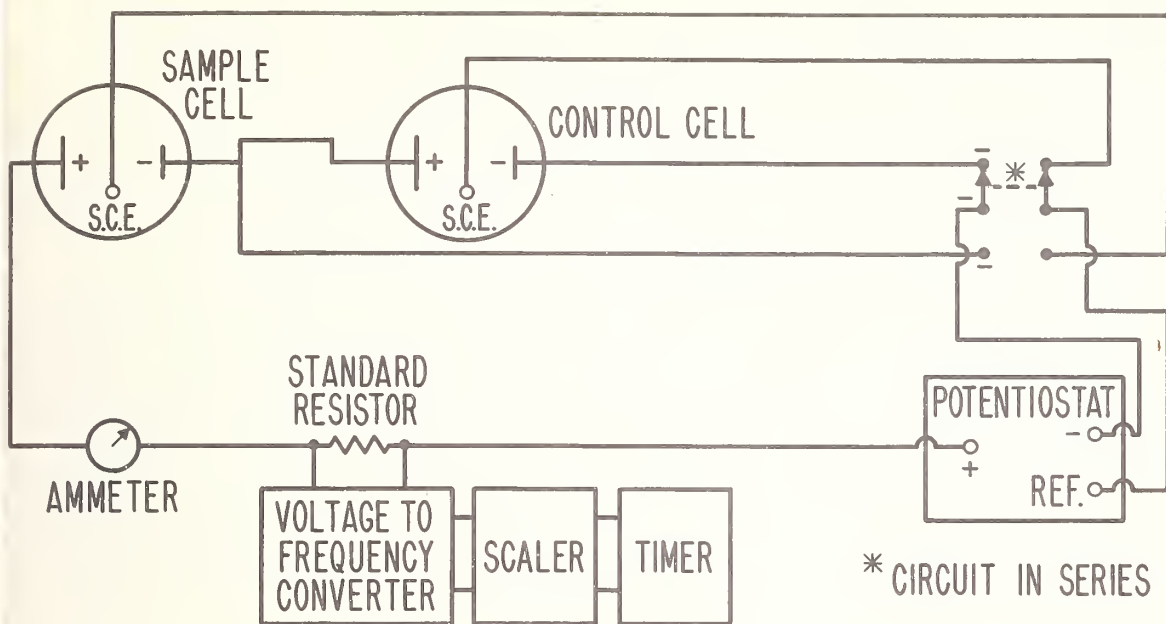 SAMPLE
CELL
+
-
S.C.E.
CONTROL CELL
+
-
S.C.E.
-
*
-
-
STANDARD
RESISTOR
AMMETER
VOLTAGE TO
FREQUENCY
CONVERTER
SCALER
TIMER
POTENTIOSTAT
-
+
REF.
* CIRCUIT IN SERIES